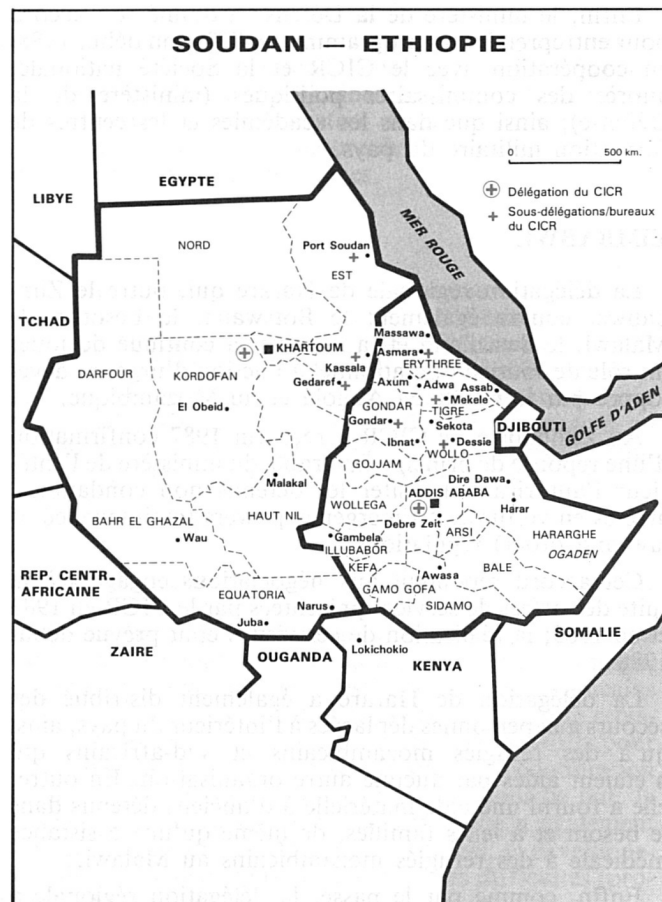 SOUDAN — ETHIOPIE
0 500 km.
Délégation du CICR
Sous-délégations/bureaux
du CICR
LIBYE
EGYPTE
MER ROUGE
NORD
Port Soudan
EST
TCHAD
Massawa
KHARTOUM
Asmara
ERYTHREE
Kassala
DARFOUR
KORDOFAN
Gedaref
Axum
Adwa
Assab
Mekele
GOLFE D'ADEN
El Obeid
GONDAR
TIGRE
Gondar
Sekota
DJIBOUTI
Ibnat
Dessie
WOLLO
GOJJAM
Malakal
Dire Dawa
WOLLEGA
ADDIS ABABA
HAUT NIL
Harar
BAHR EL GHAZAL
Debre Zeit
ARSI
HARARGHE
Wau
Gambela
ILLUBABOR
OGADEN
KEFA
BALE
REP. CENTR-
AFRICAINE
Awasa
EQUATORIA
GAMO GOFA
SIDAMO
Narus
Juba
SOMALIE
ZAIRE
OUGANDA
Lokichokio
KENYA